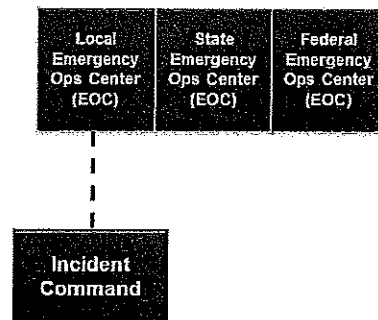 Local
Emergency
Ops Center
(EOC)
State
Emergency
Ops Center
(EOC)
Federal
Emergency
Ops Center
(EOC)
Incident
Command